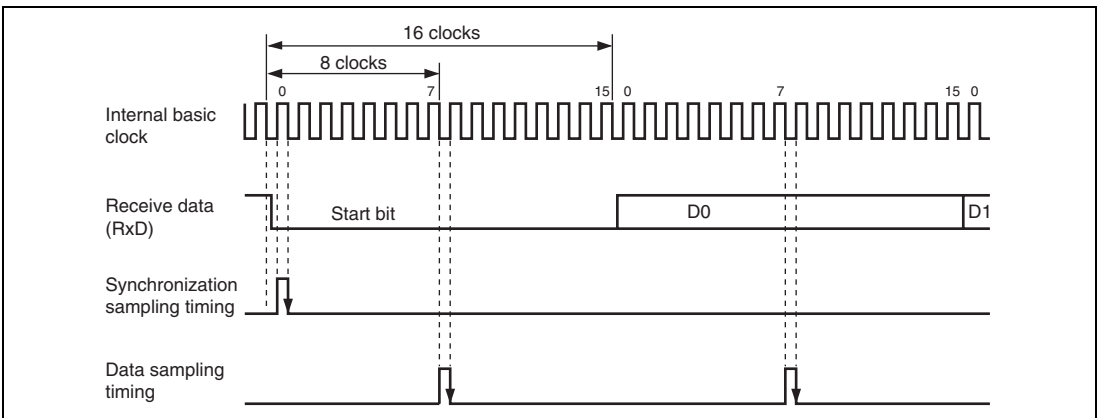 16 clocks
8 clocks
0 7 15 0 7 15 0
Internal basic
clock
Receive data
(RxD)
Start bit D0 D1
Synchronization
sampling timing
Data sampling
timing